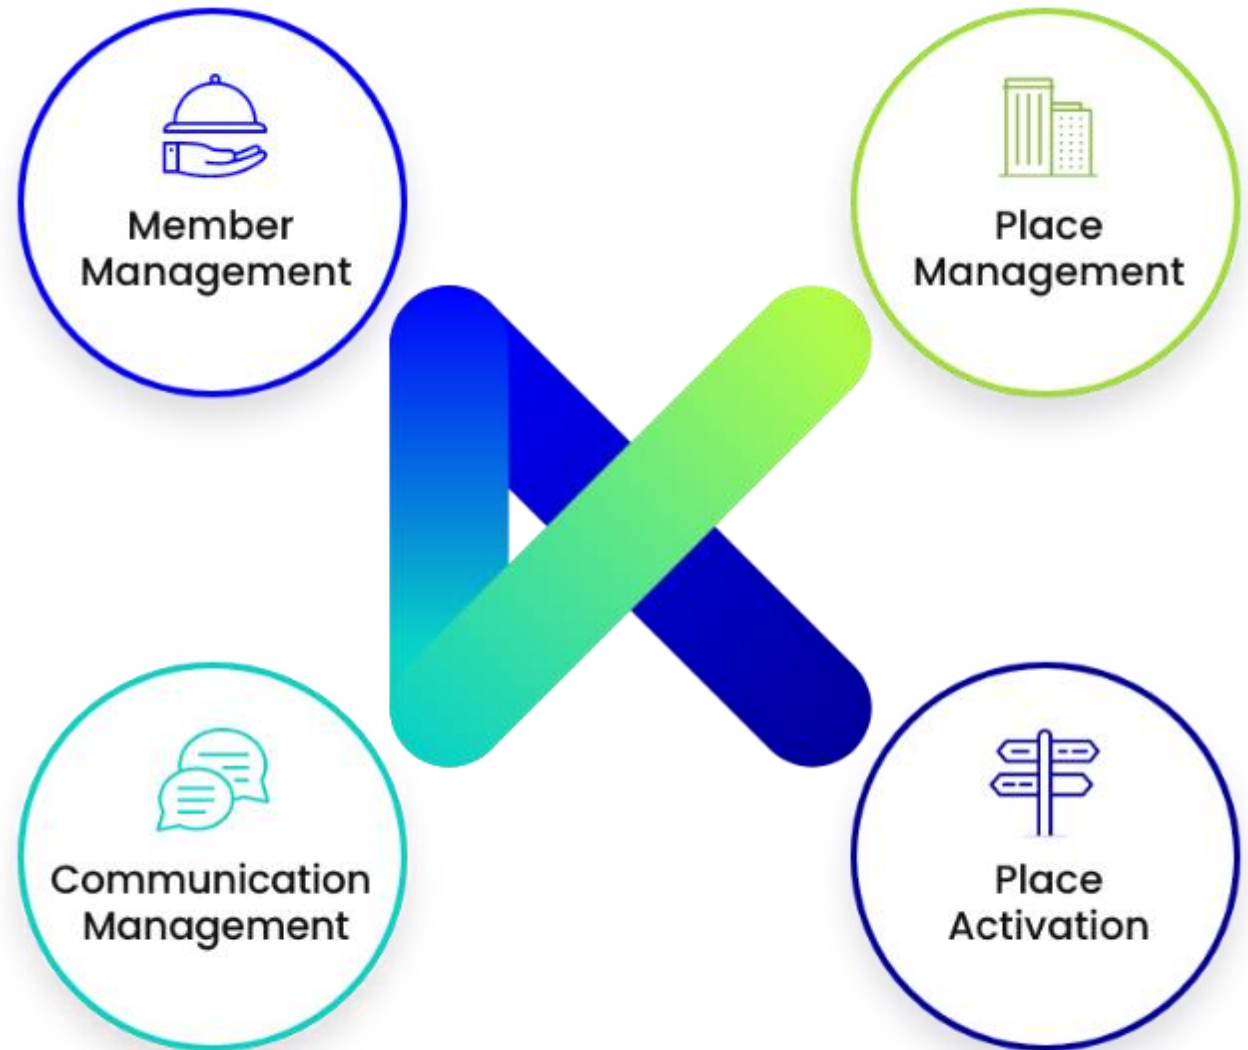 Member
Management
Place
Management
Communication
Management
Place
Activation